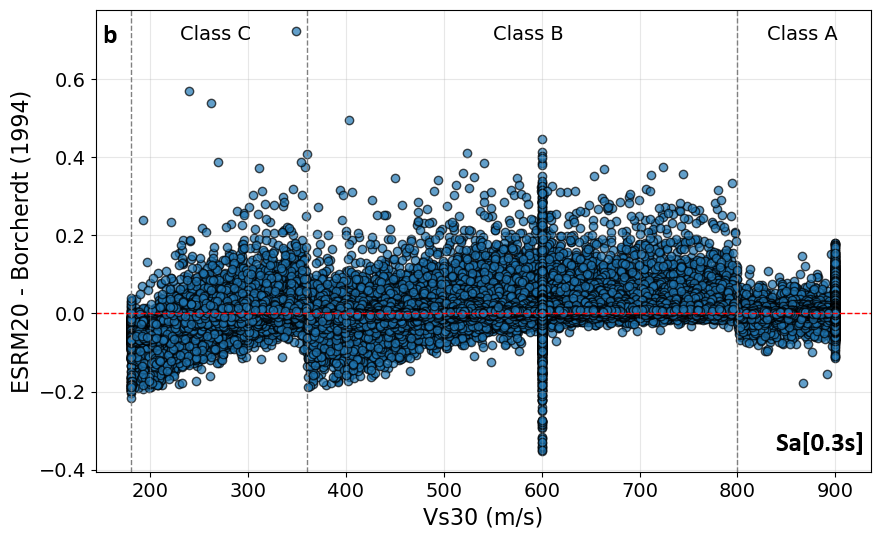 b
Class C
Class B
Class A
0.6
0.4
0.2
0.0
−0.2
−0.4
ESRM20 - Borcherdt (1994)
Sa[0.3s]
200 300 400 500 600 700 800 900
Vs30 (m/s)